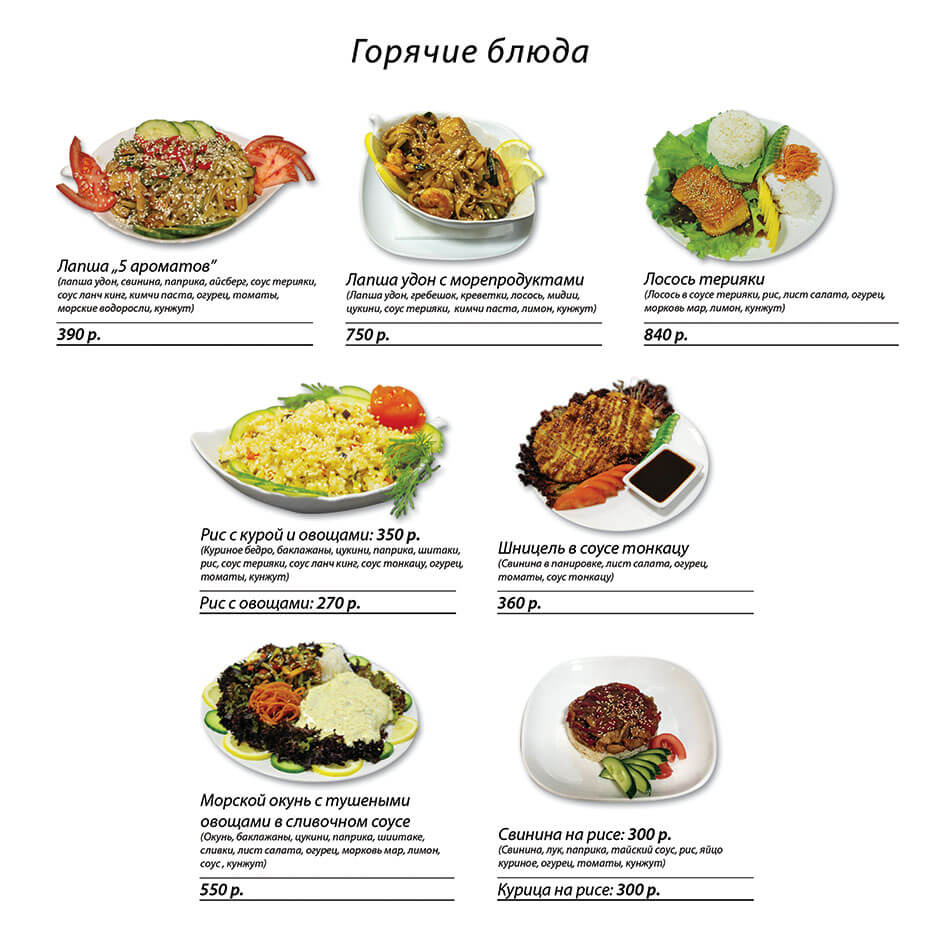 Горячие блюда
Лапша „5 ароматов”
(лапша удон, свинина, паприка, айсберг, соус терияки,
соус ланч кинг, кимчи паста, огурец, томаты,
морские водоросли, кунжут)
390 р.
Лапша удон с морепродуктами
(Лапша удон, гребешок, креветки, лосось, мидии,
цукини, соус терияки, кимчи паста, лимон, кунжут)
750 р.
Лосось терияки
(Лосось в соусе терияки, рис, лист салата, огурец,
морковь мар, лимон, кунжут)
840 р.
Рис с курой и овощами: 350 р.
(Куриное бедро, баклажаны, цукини, паприка, шитаки,
рис, соус терияки, соус ланч кинг, соус тонкацу, огурец,
томаты, кунжут)
Рис с овощами: 270 р.
Шницель в соусе тонкацу
(Свинина в панировке, лист салата, огурец,
томаты, соус тонкацу)
360 р.
Морской окунь с тушеными
овощами в сливочном соусе
(Окунь, баклажаны, цукини, паприка, шиитаке,
сливки, лист салата, огурец, морковь мар, лимон,
соус , кунжут)
550 р.
Свинина на рисе: 300 р.
(Свинина, лук, паприка, тайский соус, рис, яйцо
куриное, огурец, томаты, кунжут)
Курица на рисе: 300 р.